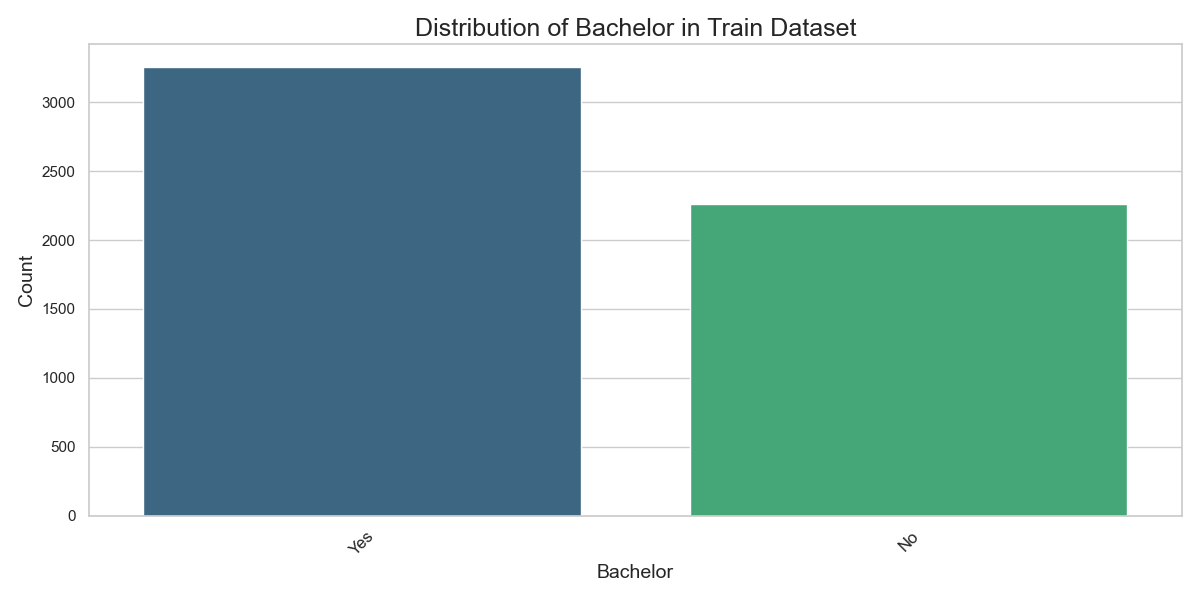 Distribution of Bachelor in Train Dataset
Count
3000
2500
2000
1500
1000
500
0
Yes
No
Bachelor